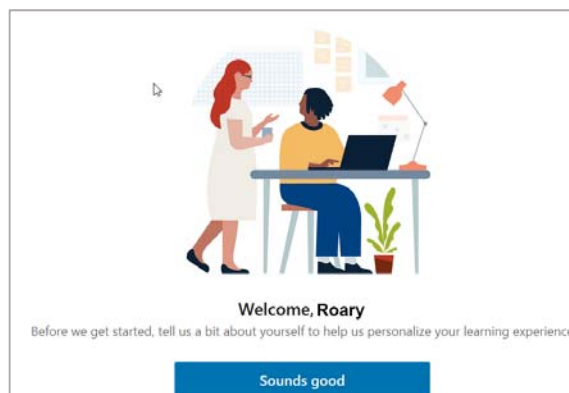 Welcome, Roary
Before we get started, tell us a bit about yourself to help us personalize your learning experience
Sounds good